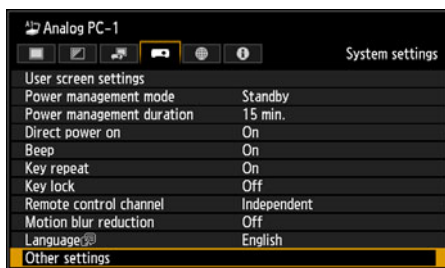 Analog PC-1
System settings
User screen settings
Power management mode Standby
Power management duration 15 min.
Direct power on On
Beep On
Key repeat On
Key lock Off
Remote control channel Independent
Motion blur reduction Off
Language English
Other settings